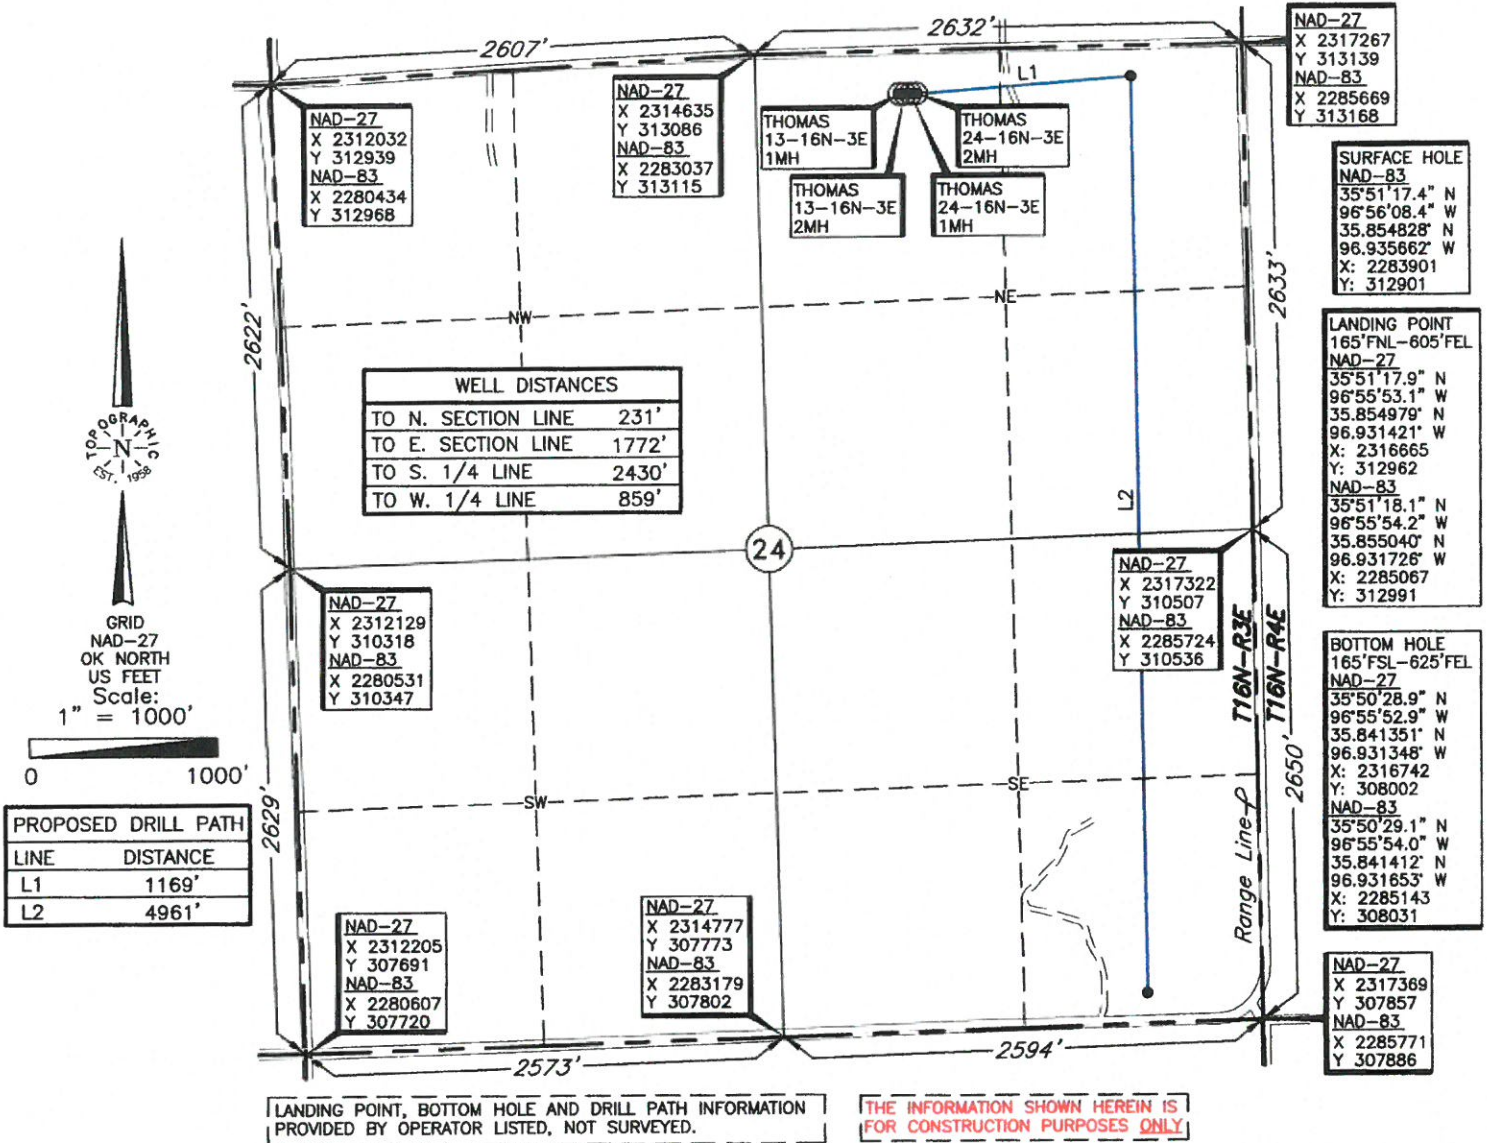 2607'
2632'
NAD-27
X 2317267
Y 313139
NAD-83
X 2285669
Y 313168
NAD-27
X 2312032
Y 312939
NAD-83
X 2280434
Y 312968
NAD-27
X 2314635
Y 313086
NAD-83
X 2283037
Y 313115
L1
THOMAS
13-16N-3E
1MH
THOMAS
24-16N-3E
2MH
THOMAS
13-16N-3E
2MH
THOMAS
24-16N-3E
1MH
SURFACE HOLE
NAD-83
35°51'17.4" N
96°56'08.4" W
35.854828° N
96.935662° W
X: 2283901
Y: 312901
2622'
NW
NE
2633'
LANDING POINT
165'FNL-605'FEL
NAD-27
35°51'17.9" N
96°55'53.1" W
35.854979° N
96.931421° W
X: 2316665
Y: 312962
NAD-83
35°51'18.1" N
96°55'54.2" W
35.855040° N
96.931726° W
X: 2285067
Y: 312991
WELL DISTANCES
TO N. SECTION LINE 231'
TO E. SECTION LINE 1772'
TO S. 1/4 LINE 2430'
TO W. 1/4 LINE 859'
TOPOGRAPHIC
N
EST. 1958
L2
24
NAD-27
X 2312129
Y 310318
NAD-83
X 2280531
Y 310347
NAD-27
X 2317322
Y 310507
NAD-83
X 2285724
Y 310536
T16N-R3E
T16N-R4E
GRID
NAD-27
OK NORTH
US FEET
Scale:
1" = 1000'
0 1000'
BOTTOM HOLE
165'FSL-625'FEL
NAD-27
35°50'28.9" N
96°55'52.9" W
35.841351° N
96.931348° W
X: 2316742
Y: 308002
NAD-83
35°50'29.1" N
96°55'54.0" W
35.841412° N
96.931653° W
X: 2285143
Y: 308031
2629'
SW
SE
2650'
Range Line
PROPOSED DRILL PATH
LINE DISTANCE
L1 1169'
L2 4961'
NAD-27
X 2312205
Y 307691
NAD-83
X 2280607
Y 307720
NAD-27
X 2314777
Y 307773
NAD-83
X 2283179
Y 307802
NAD-27
X 2317369
Y 307857
NAD-83
X 2285771
Y 307886
2573'
2594'
LANDING POINT, BOTTOM HOLE AND DRILL PATH INFORMATION
PROVIDED BY OPERATOR LISTED, NOT SURVEYED.
THE INFORMATION SHOWN HEREIN IS
FOR CONSTRUCTION PURPOSES ONLY